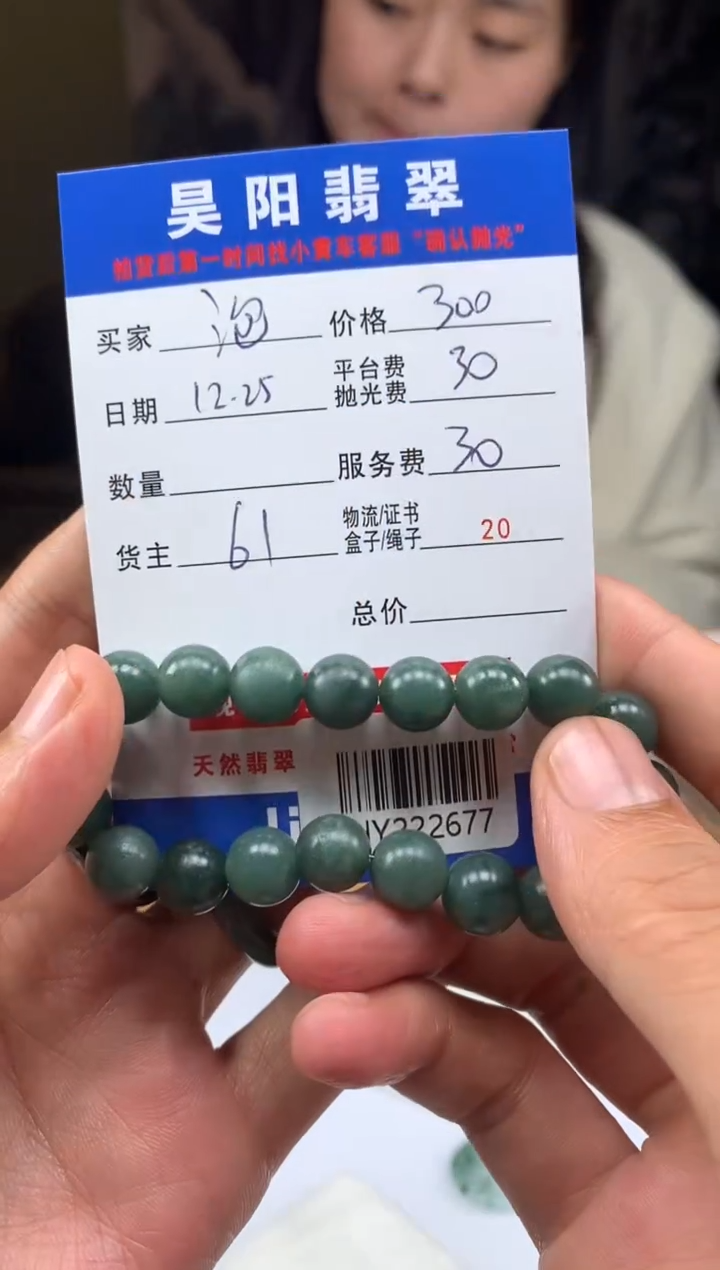 昊阳翡翠
拍货后第一时间找小黄车客服“确认抛光”
买家 淘 价格 300
日期 12.25 平台费 抛光费 30
数量 服务费 30
货主 61 物流/证书 盒子/绳子 20
总价
天然翡翠
JY222677